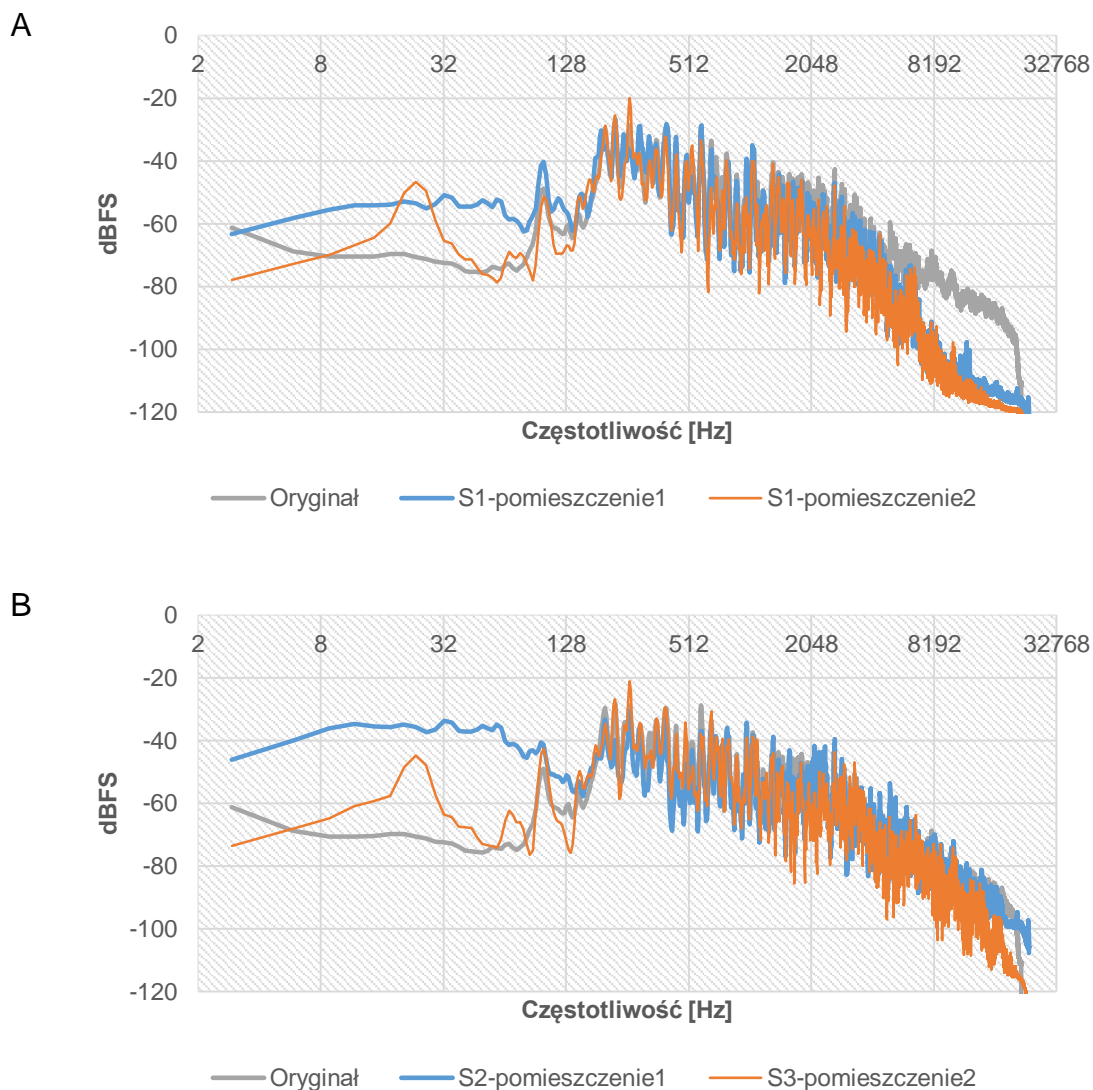 A
0
2 8 32 128 512 2048 8192 32768
-20
-40
-60
-80
-100
-120
dBFS
Częstotliwość [Hz]
Oryginał S1-pomieszczenie1 S1-pomieszczenie2
B
0
2 8 32 128 512 2048 8192 32768
-20
-40
-60
-80
-100
-120
dBFS
Częstotliwość [Hz]
Oryginał S2-pomieszczenie1 S3-pomieszczenie2